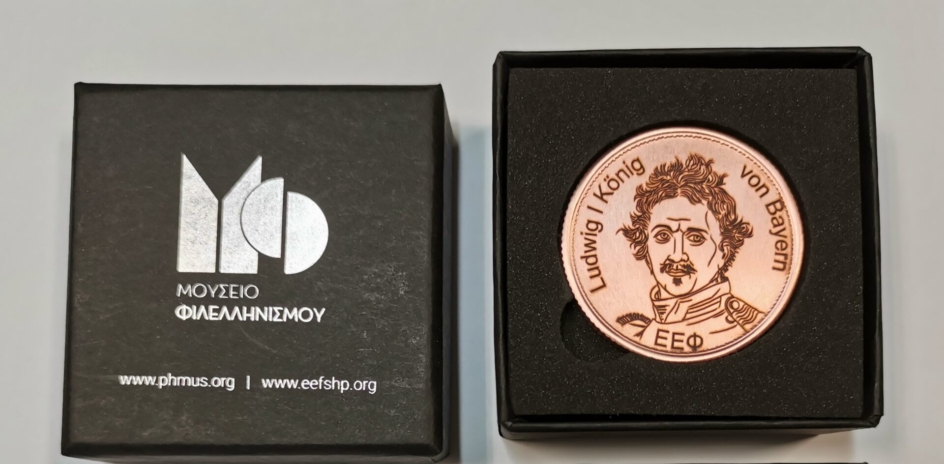 ΜΟΥΣΕΙΟ
ΦΙΛΕΛΛΗΝΙΣΜΟΥ
www.phmus.org | www.eefshp.org
Ludwig I König von Bayern
ΕΕΦ